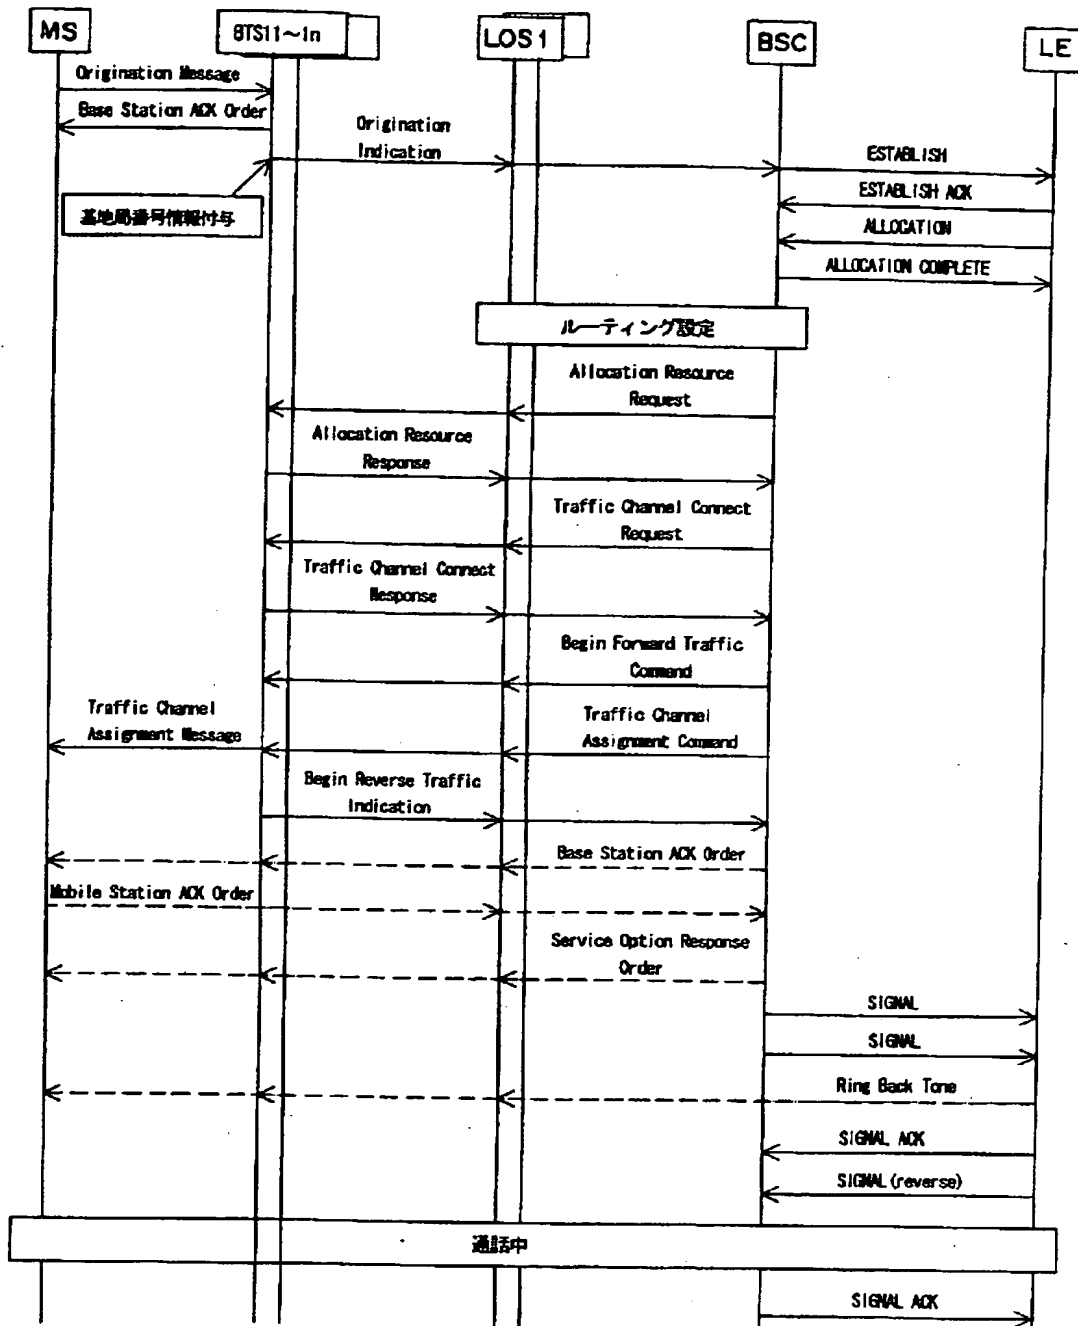 MS
BTS11~1n
LOS1
BSC
LE
Origination Message
Base Station ACK Order
Origination
Indication
ESTABLISH
ESTABLISH ACK
基地局番号情報付与
ALLOCATION
ALLOCATION COMPLETE
ルーティング設定
Allocation Resource
Request
Allocation Resource
Response
Traffic Channel Connect
Request
Traffic Channel Connect
Response
Begin Forward Traffic
Command
Traffic Channel
Assignment Message
Traffic Channel
Assignment Command
Begin Reverse Traffic
Indication
Base Station ACK Order
Mobile Station ACK Order
Service Option Response
Order
SIGNAL
SIGNAL
Ring Back Tone
SIGNAL ACK
SIGNAL(reverse)
通話中
SIGNAL ACK